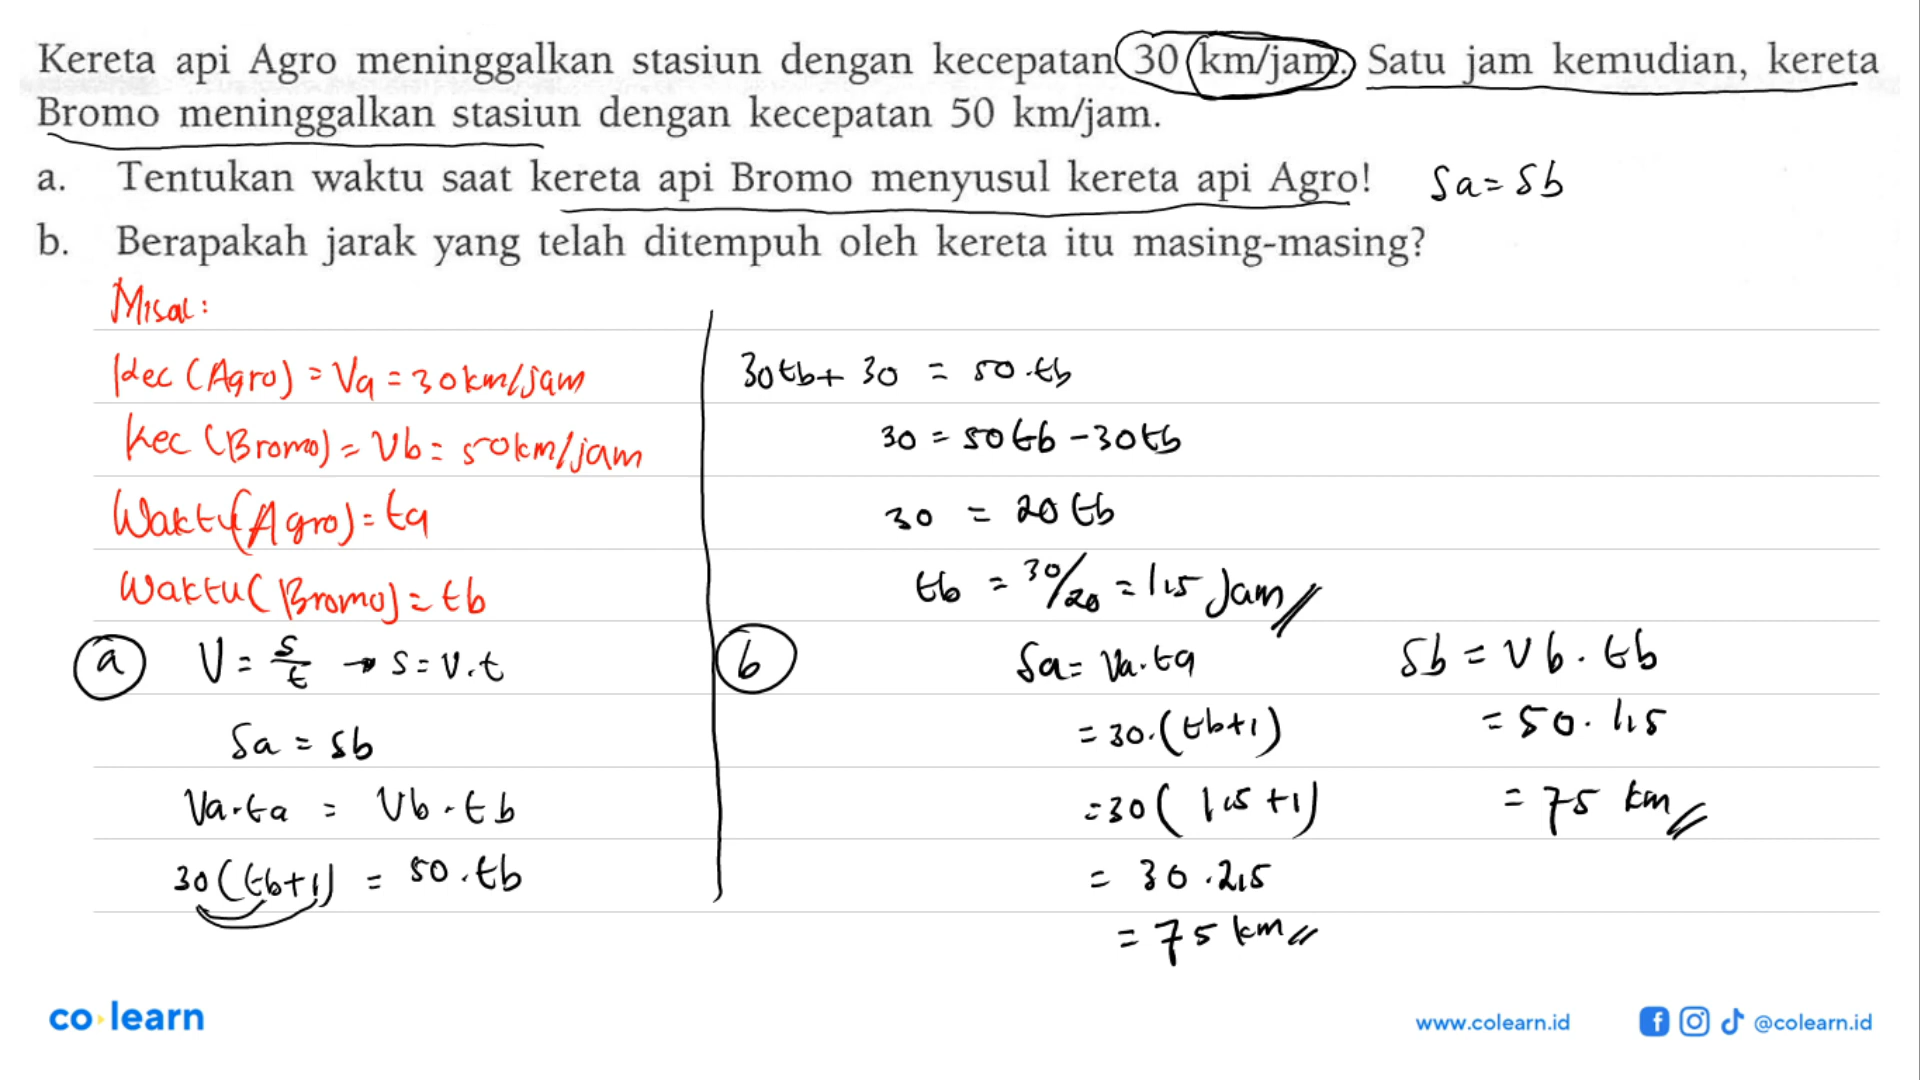 Kereta api Agro meninggalkan stasiun dengan kecepatan 30 km/jam. Satu jam kemudian, kereta
Bromo meninggalkan stasiun dengan kecepatan 50 km/jam.
a. Tentukan waktu saat kereta api Bromo menyusul kereta api Agro! Sa = Sb
b. Berapakah jarak yang telah ditempuh oleh kereta itu masing-masing?
Misal:
Kec (Agro) = Va = 30 km/jam
Kec (Bromo) = Vb = 50 km/jam
Waktu (Agro) = ta
Waktu (Bromo) = tb
a V = s/t → s = v.t
Sa = Sb
Va.ta = Vb.tb
30(tb+1) = 50.tb
30tb + 30 = 50.tb
30 = 50tb - 30tb
30 = 20tb
tb = 30/20 = 1,5 Jam
b Sa = Va.ta
= 30.(tb+1)
= 30(1,5+1)
= 30.2,5
= 75 km
Sb = Vb.tb
= 50.1,5
= 75 km
co learn
www.colearn.id @colearn.id